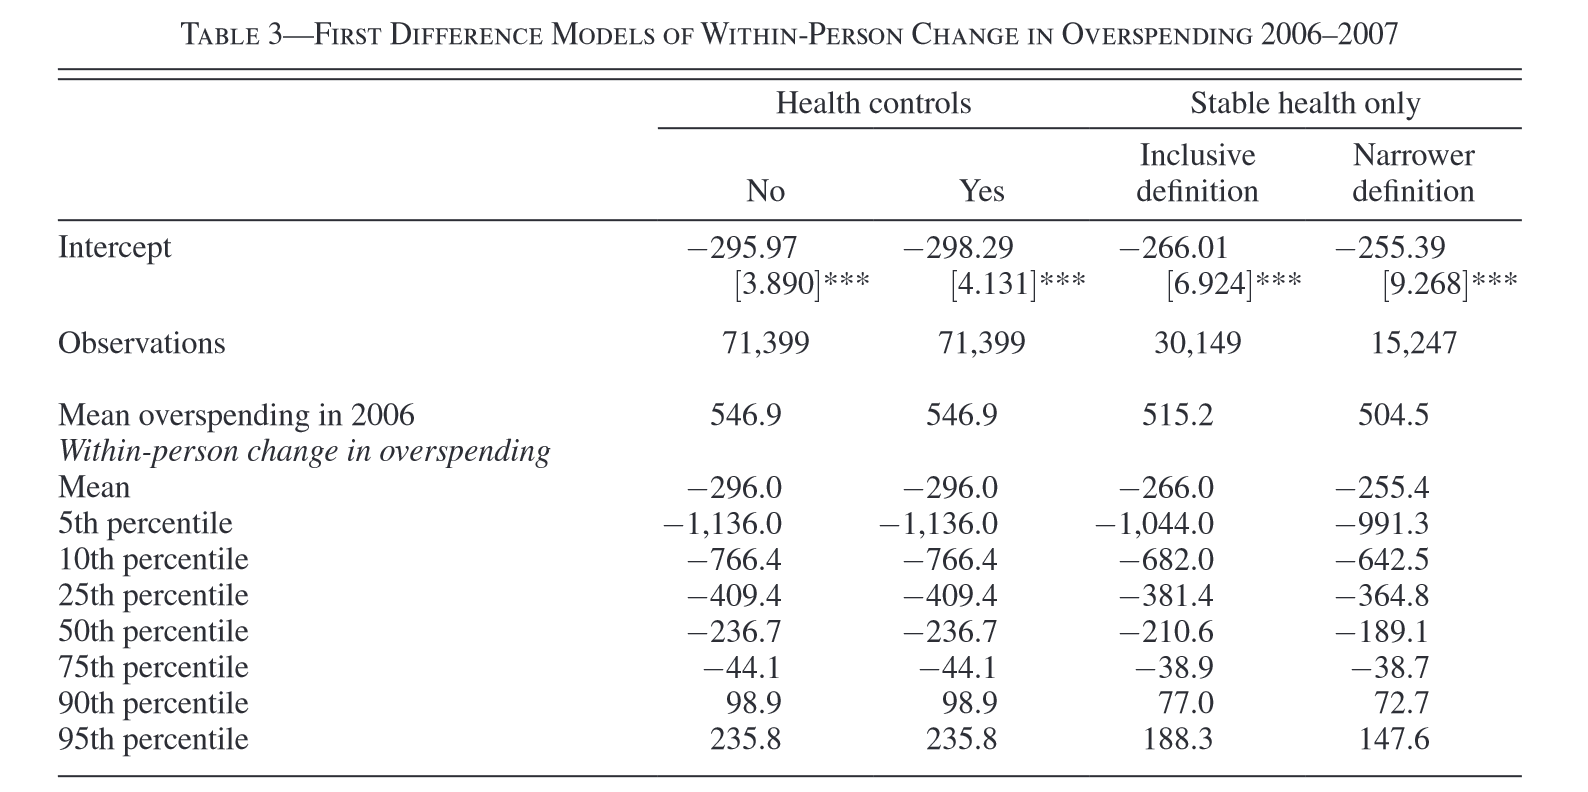 TABLE 3—FIRST DIFFERENCE MODELS OF WITHIN-PERSON CHANGE IN OVERSPENDING 2006–2007
Health controls Stable health only
Inclusive Narrower
No Yes definition definition
Intercept −295.97 −298.29 −266.01 −255.39
[3.890]*** [4.131]*** [6.924]*** [9.268]***
Observations 71,399 71,399 30,149 15,247
Mean overspending in 2006 546.9 546.9 515.2 504.5
Within-person change in overspending
Mean −296.0 −296.0 −266.0 −255.4
5th percentile −1,136.0 −1,136.0 −1,044.0 −991.3
10th percentile −766.4 −766.4 −682.0 −642.5
25th percentile −409.4 −409.4 −381.4 −364.8
50th percentile −236.7 −236.7 −210.6 −189.1
75th percentile −44.1 −44.1 −38.9 −38.7
90th percentile 98.9 98.9 77.0 72.7
95th percentile 235.8 235.8 188.3 147.6